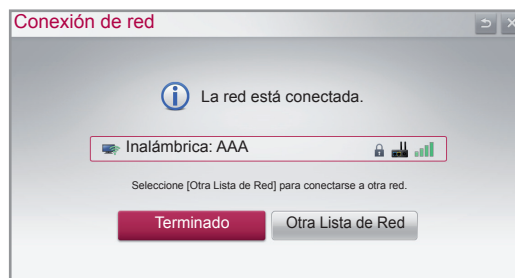 Conexión de red
La red está conectada.
Inalámbrica: AAA
Seleccione [Otra Lista de Red] para conectarse a otra red.
Terminado
Otra Lista de Red